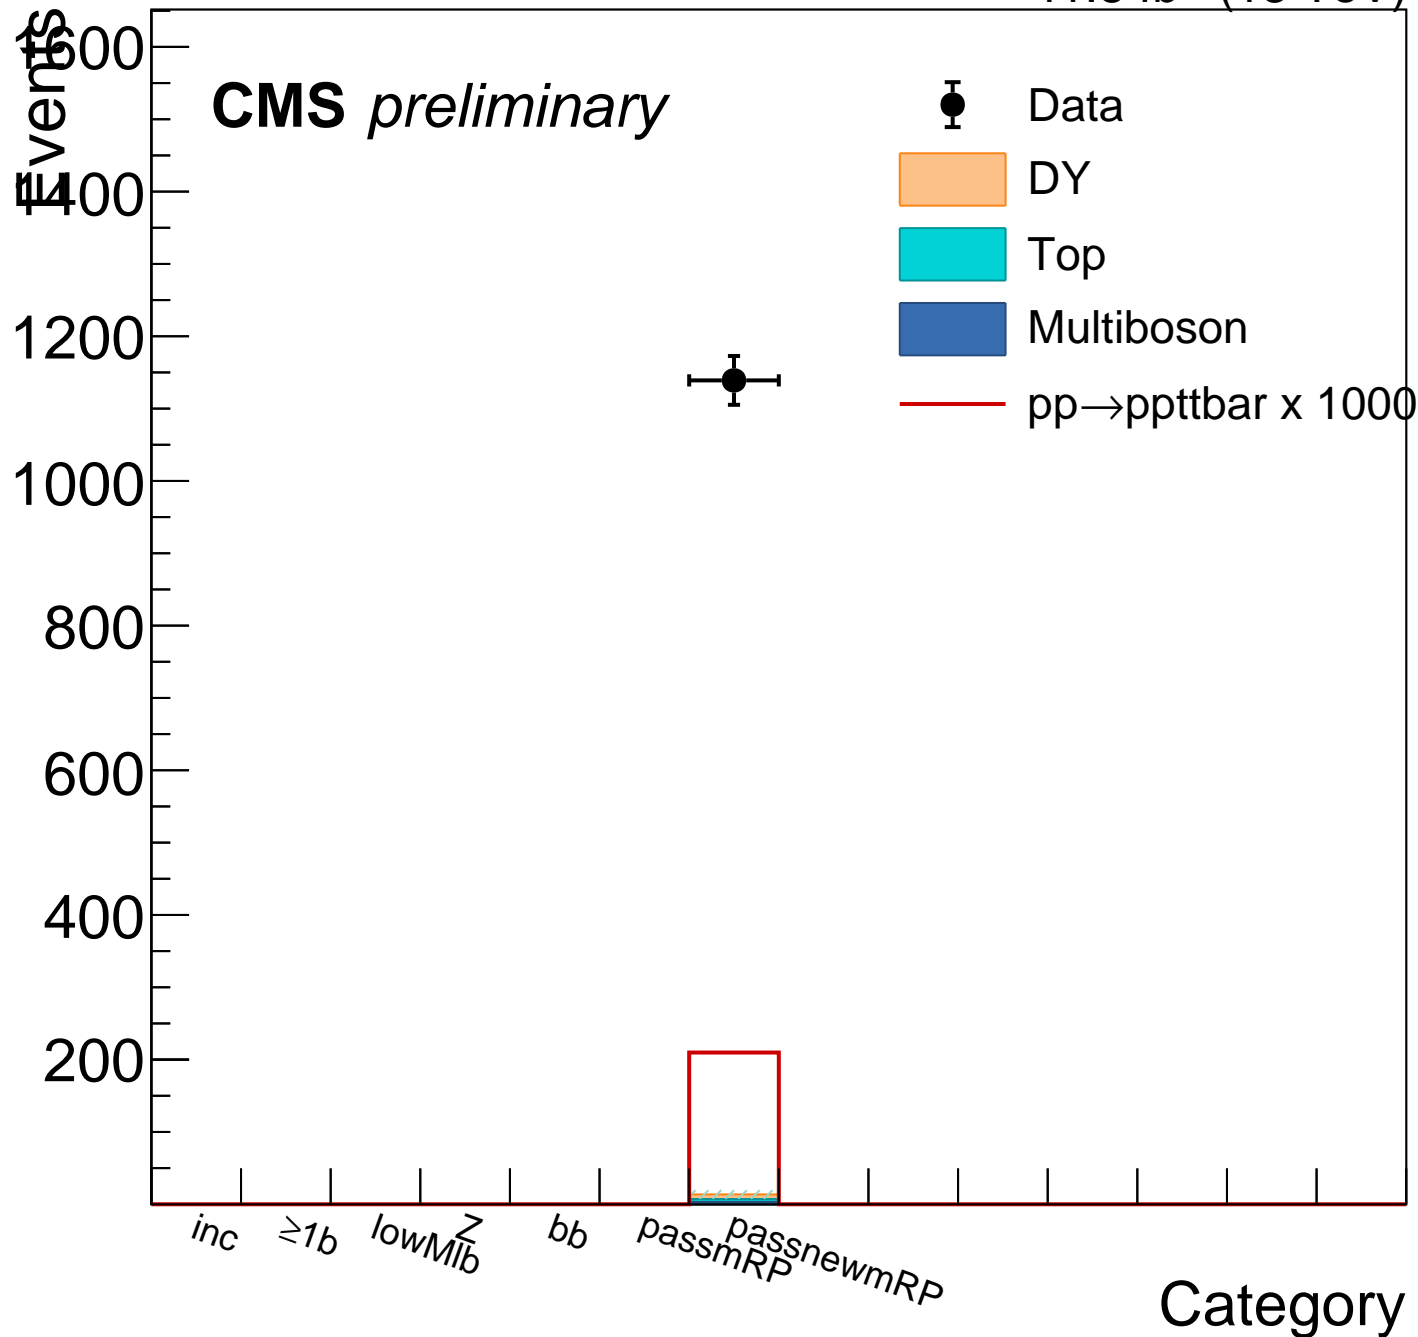 Events
CMS preliminary
Data
DY
Top
Multiboson
pp→ppttbar x 1000
1600
1400
1200
1000
800
600
400
200
inc
≥1b
lowMlb
Z
bb
passmRP
passnewmRP
Category